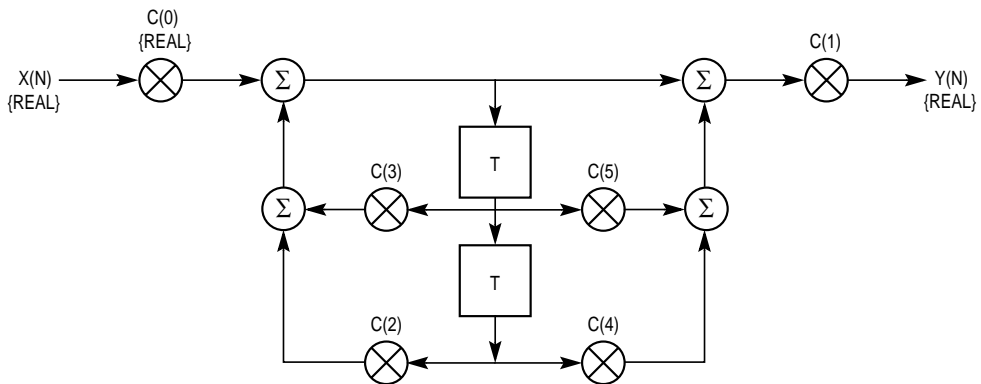 C(0)
{REAL}
C(1)
X(N)
{REAL}
Σ
Σ
Y(N)
{REAL}
T
C(3)
C(5)
Σ
Σ
T
C(2)
C(4)